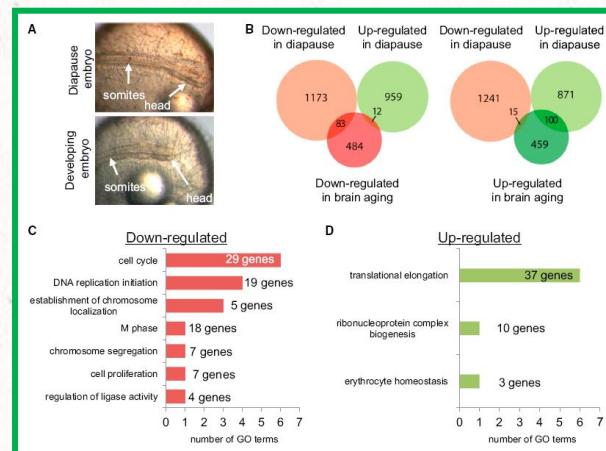 A
Diapause
embryo
somites
head
Developing
embryo
somites
head
B
Down-regulated
in diapause
Up-regulated
in diapause
1173
959
12
83
484
Down-regulated
in brain aging
Down-regulated
in diapause
Up-regulated
in diapause
1241
871
15
100
459
Up-regulated
in brain aging
C
Down-regulated
cell cycle
29 genes
DNA replication initiation
19 genes
establishment of chromosome
localization
5 genes
M phase
18 genes
chromosome segregation
7 genes
cell proliferation
7 genes
regulation of ligase activity
4 genes
0 1 2 3 4 5 6 7
number of GO terms
D
Up-regulated
translational elongation
37 genes
ribonucleoprotein complex
biogenesis
10 genes
erythrocyte homeostasis
3 genes
0 1 2 3 4 5 6 7
number of GO terms